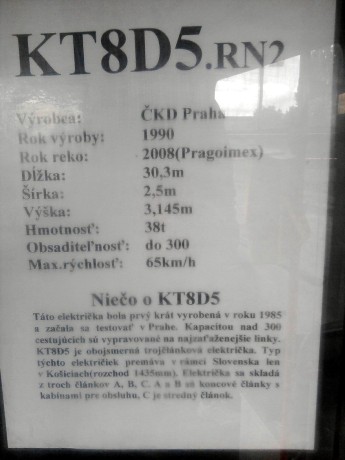 KT8D5.RN2
Výrobca: ČKD Praha
Rok výroby: 1990
Rok reko: 2008(Pragoimex)
Dĺžka: 30,3m
Šírka: 2,5m
Výška: 3,145m
Hmotnosť: 38t
Obsaditeľnosť: do 300
Max.rýchlosť: 65km/h
Niečo o KT8D5
Táto električka bola prvý krát vyrobená v roku 1985
a začala sa testovať v Prahe. Kapacitou nad 300
cestujúcich sú vypravované na najzaťaženejšie linky.
KT8D5 je obojsmerná trojčlánková električka. Typ
týchto električiek premáva v rámci Slovenska len
v Košiciach(rozchod 1435mm). Električka sa skladá
z troch článkov A, B, C. A a B sú koncové články s
kabínami pre obsluhu, C je stredný článok.